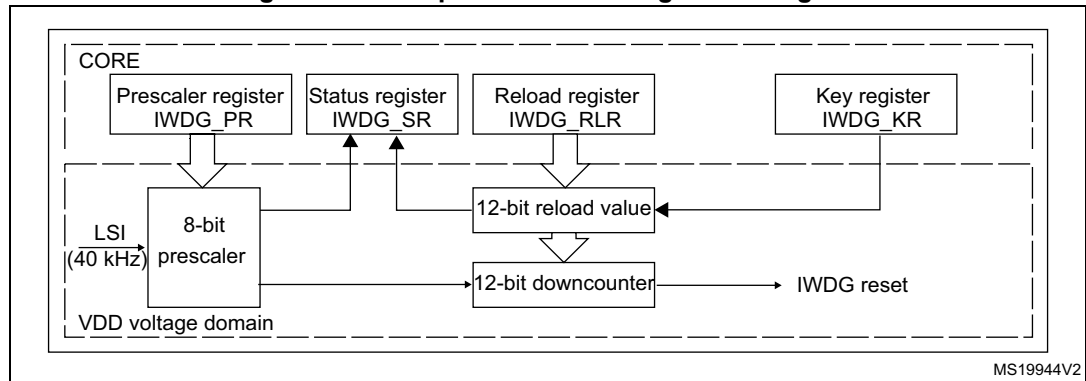 CORE
Prescaler register
IWDG_PR
Status register
IWDG_SR
Reload register
IWDG_RLR
Key register
IWDG_KR
LSI
(40 kHz)
8-bit
prescaler
12-bit reload value
12-bit downcounter
IWDG reset
VDD voltage domain
MS19944V2